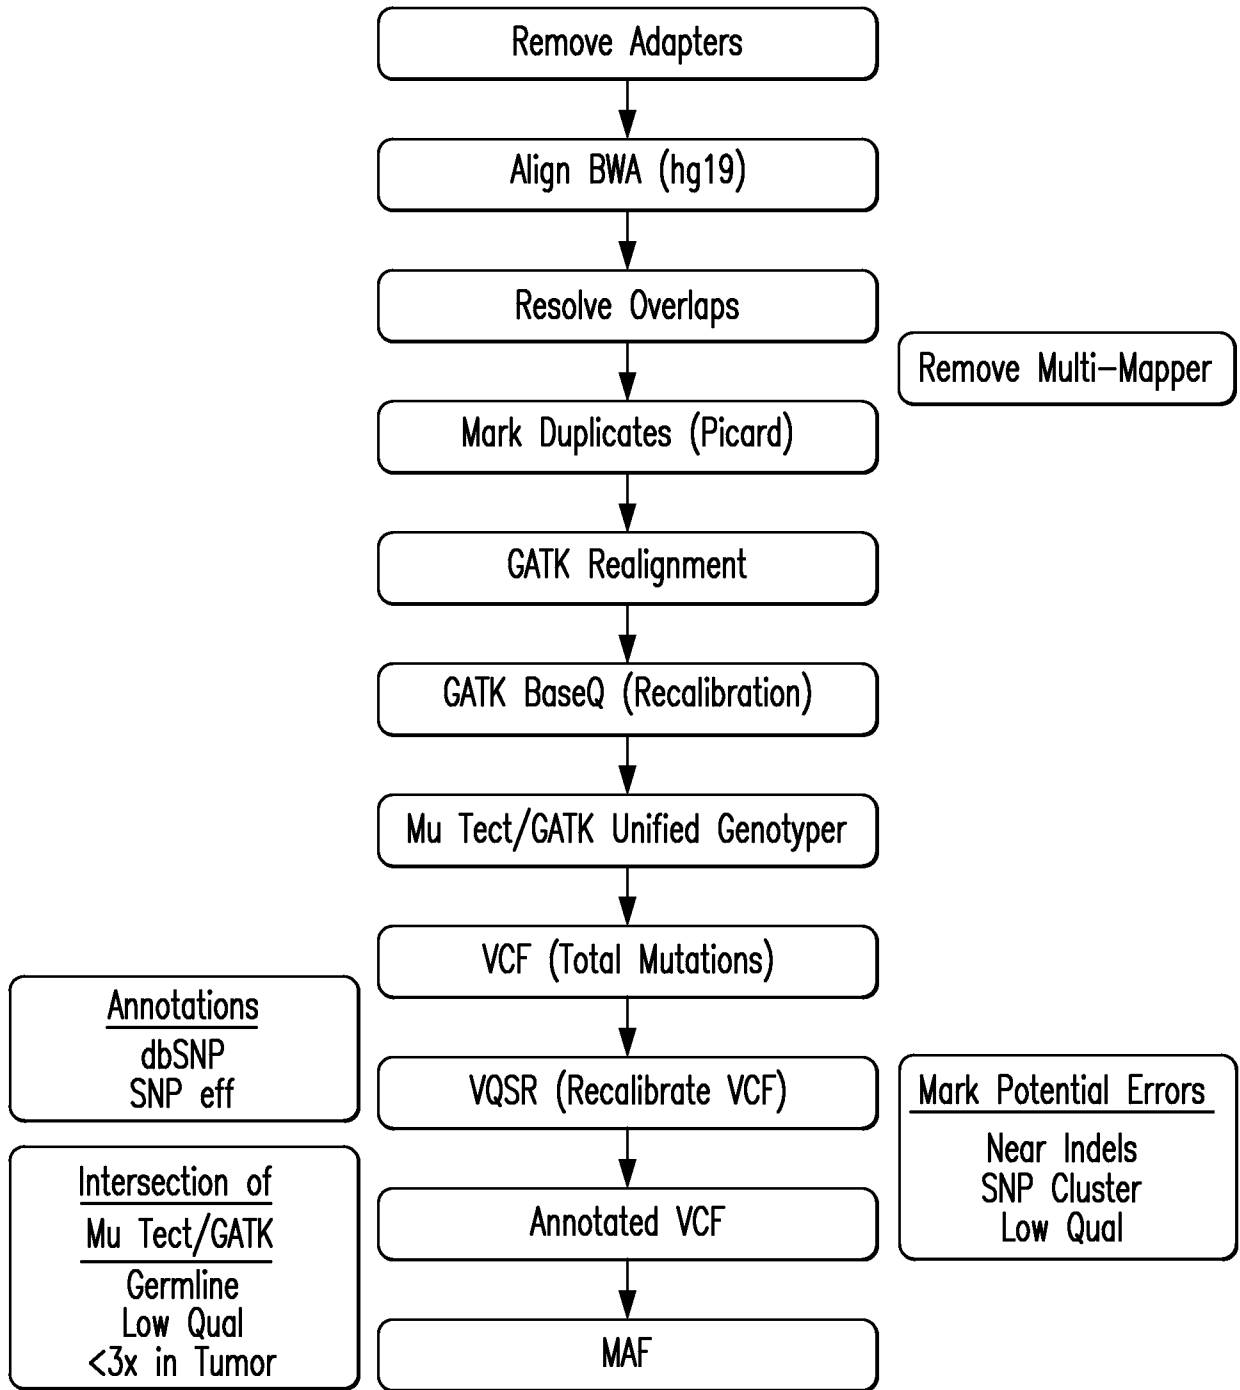 Remove Adapters
Align BWA (hg19)
Resolve Overlaps
Remove Multi-Mapper
Mark Duplicates (Picard)
GATK Realignment
GATK BaseQ (Recalibration)
Mu Tect/GATK Unified Genotyper
VCF (Total Mutations)
Annotations
dbSNP
SNP eff
VQSR (Recalibrate VCF)
Mark Potential Errors
Near Indels
SNP Cluster
Low Qual
Intersection of
Mu Tect/GATK
Germline
Low Qual
<3x in Tumor
Annotated VCF
MAF